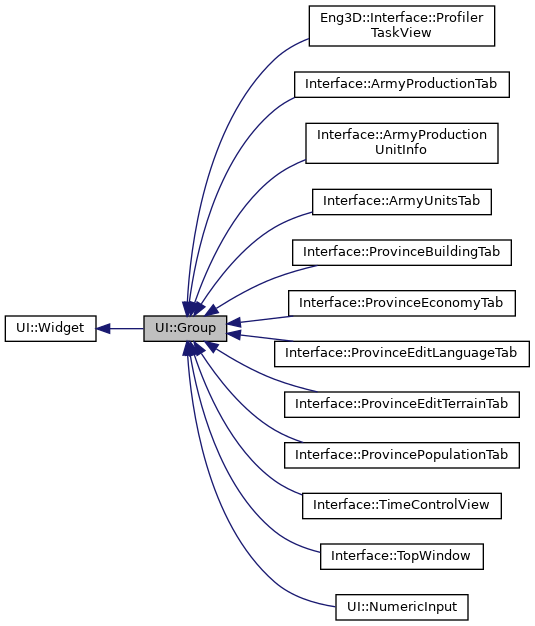 Eng3D::Interface::Profiler
TaskView
Interface::ArmyProductionTab
Interface::ArmyProduction
UnitInfo
Interface::ArmyUnitsTab
Interface::ProvinceBuildingTab
Interface::ProvinceEconomyTab
UI::Widget
UI::Group
Interface::ProvinceEditLanguageTab
Interface::ProvinceEditTerrainTab
Interface::ProvincePopulationTab
Interface::TimeControlView
Interface::TopWindow
UI::NumericInput